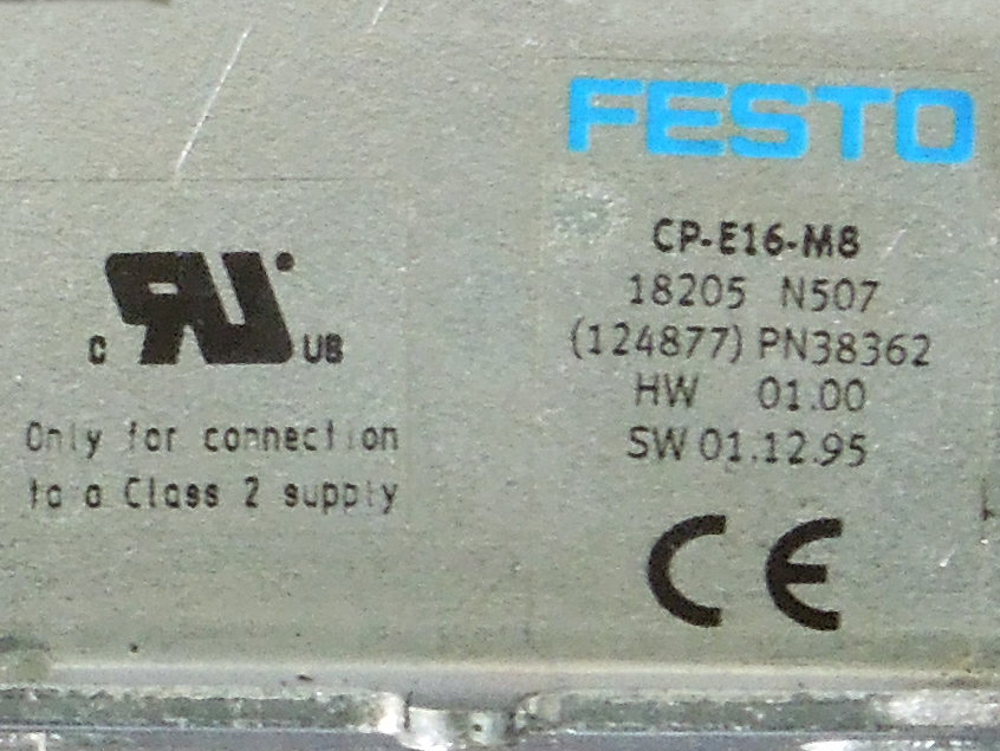 FESTO
CP-E16-M8
18205 N507
(124877) PN38362
HW 01.00
SW 01.12.95
CE
c RU US
Only for connection
to a Class 2 supply